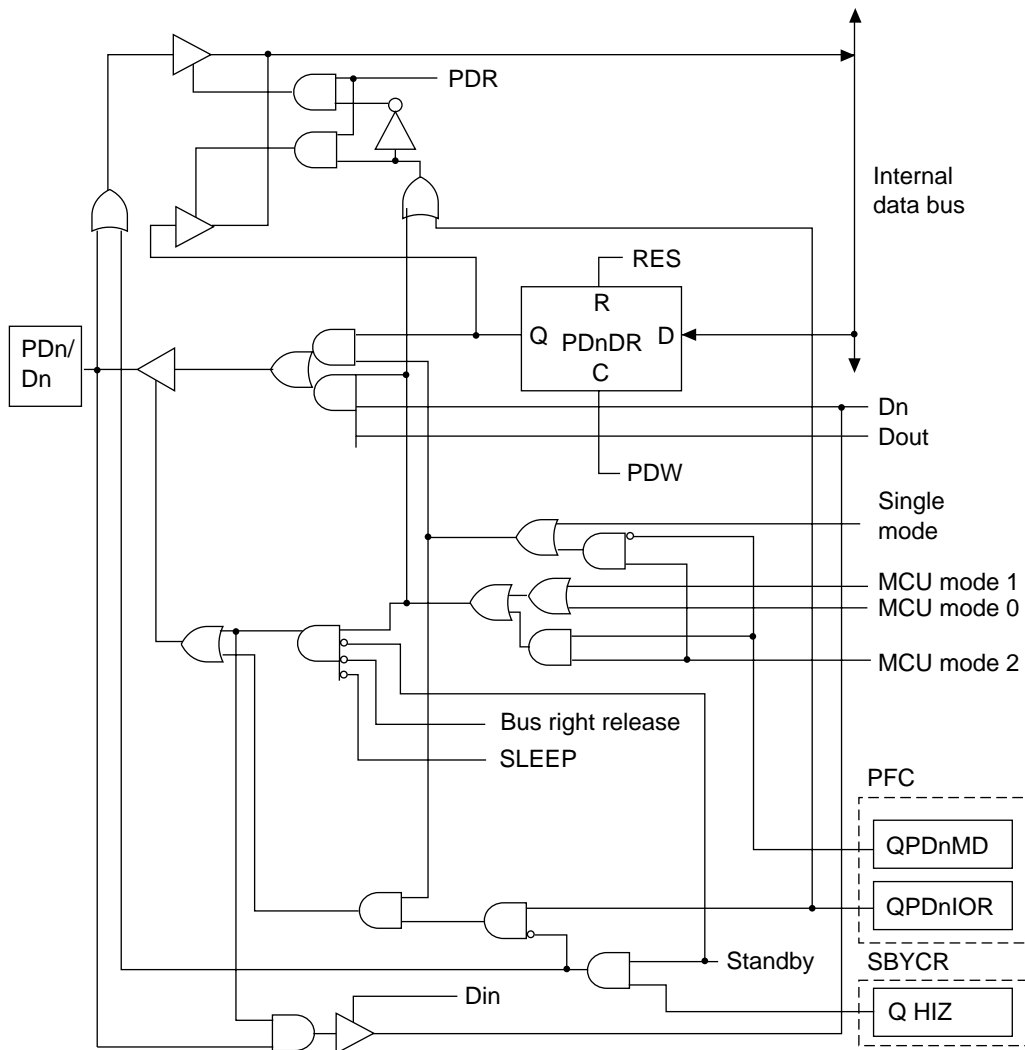 PDR
Internal
data bus
RES
R
Q
PDnDR
D
C
PDn/
Dn
Dn
Dout
PDW
Single
mode
MCU mode 1
MCU mode 0
MCU mode 2
Bus right release
SLEEP
PFC
QPDnMD
QPDnIOR
Standby
SBYCR
Din
Q HIZ